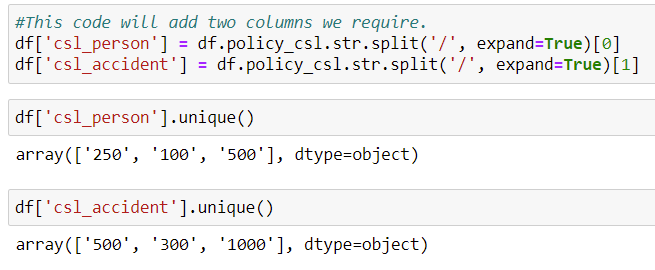 #This code will add two columns we require.
df['csl_person'] = df.policy_csl.str.split('/', expand=True)[0]
df['csl_accident'] = df.policy_csl.str.split('/', expand=True)[1]
df['csl_person'].unique()
array(['250', '100', '500'], dtype=object)
df['csl_accident'].unique()
array(['500', '300', '1000'], dtype=object)